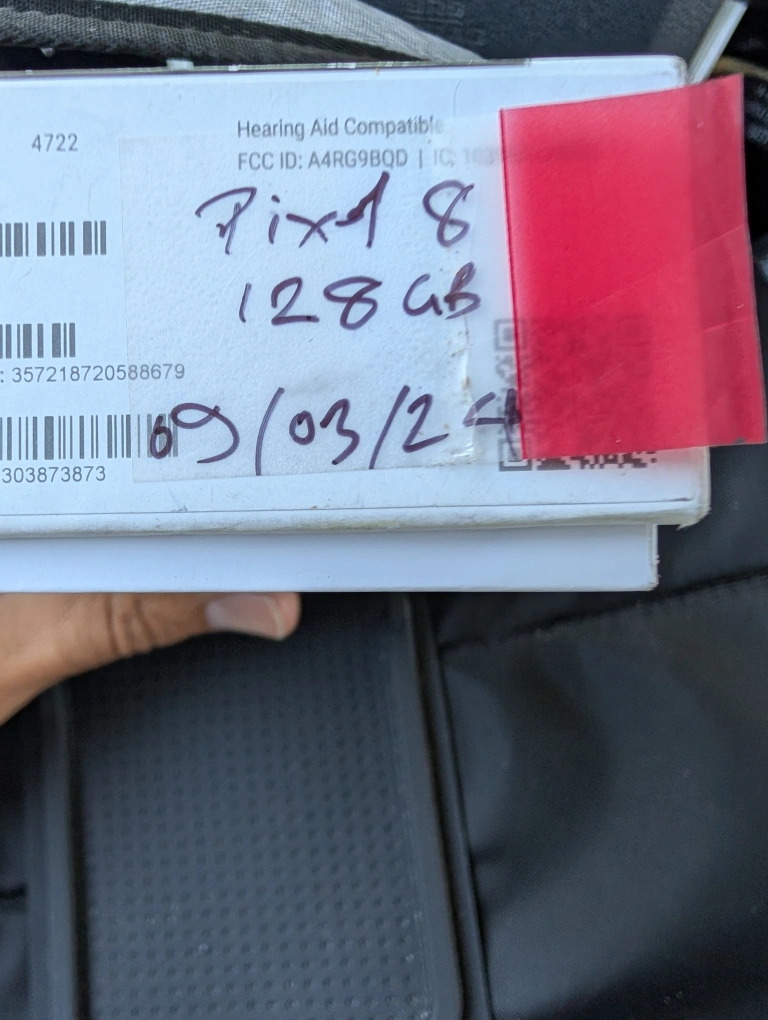 4722
Hearing Aid Compatible
FCC ID: A4RG9BQD | IC:
Pixel 8
128 GB
: 357218720588679
09/03/24
303873873